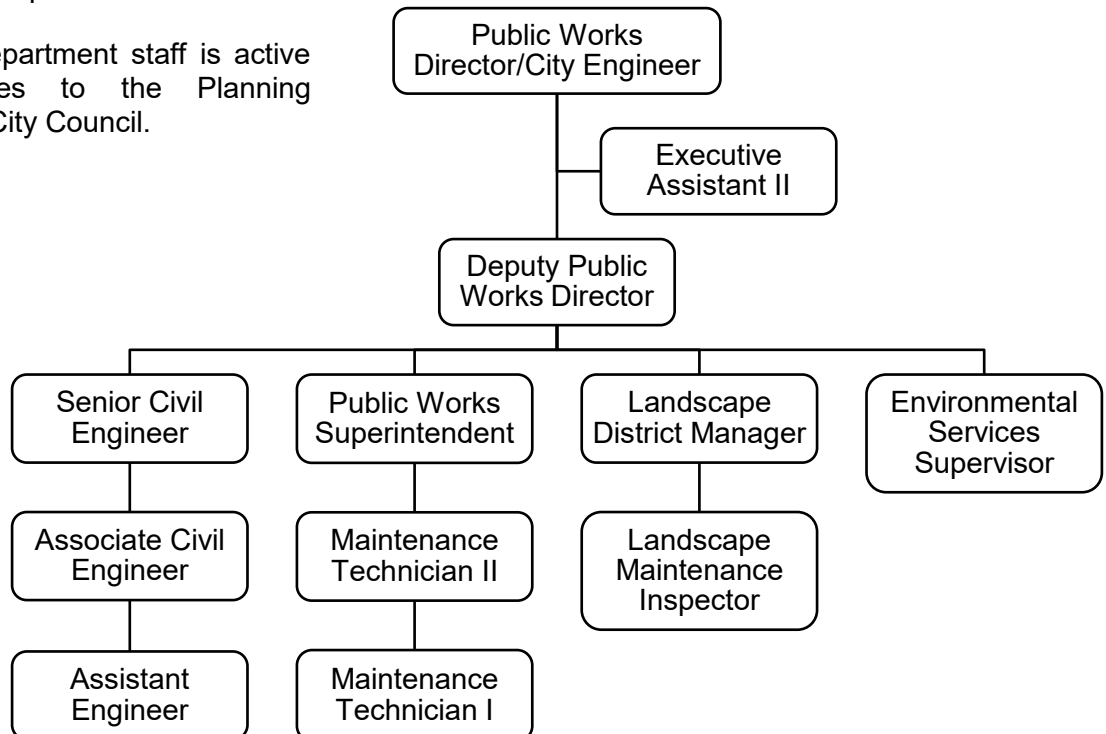 partment staff is active
es to the Planning
City Council.
Public Works
Director/City Engineer
Executive
Assistant II
Deputy Public
Works Director
Senior Civil
Engineer
Public Works
Superintendent
Landscape
District Manager
Environmental
Services
Supervisor
Associate Civil
Engineer
Maintenance
Technician II
Landscape
Maintenance
Inspector
Assistant
Engineer
Maintenance
Technician I